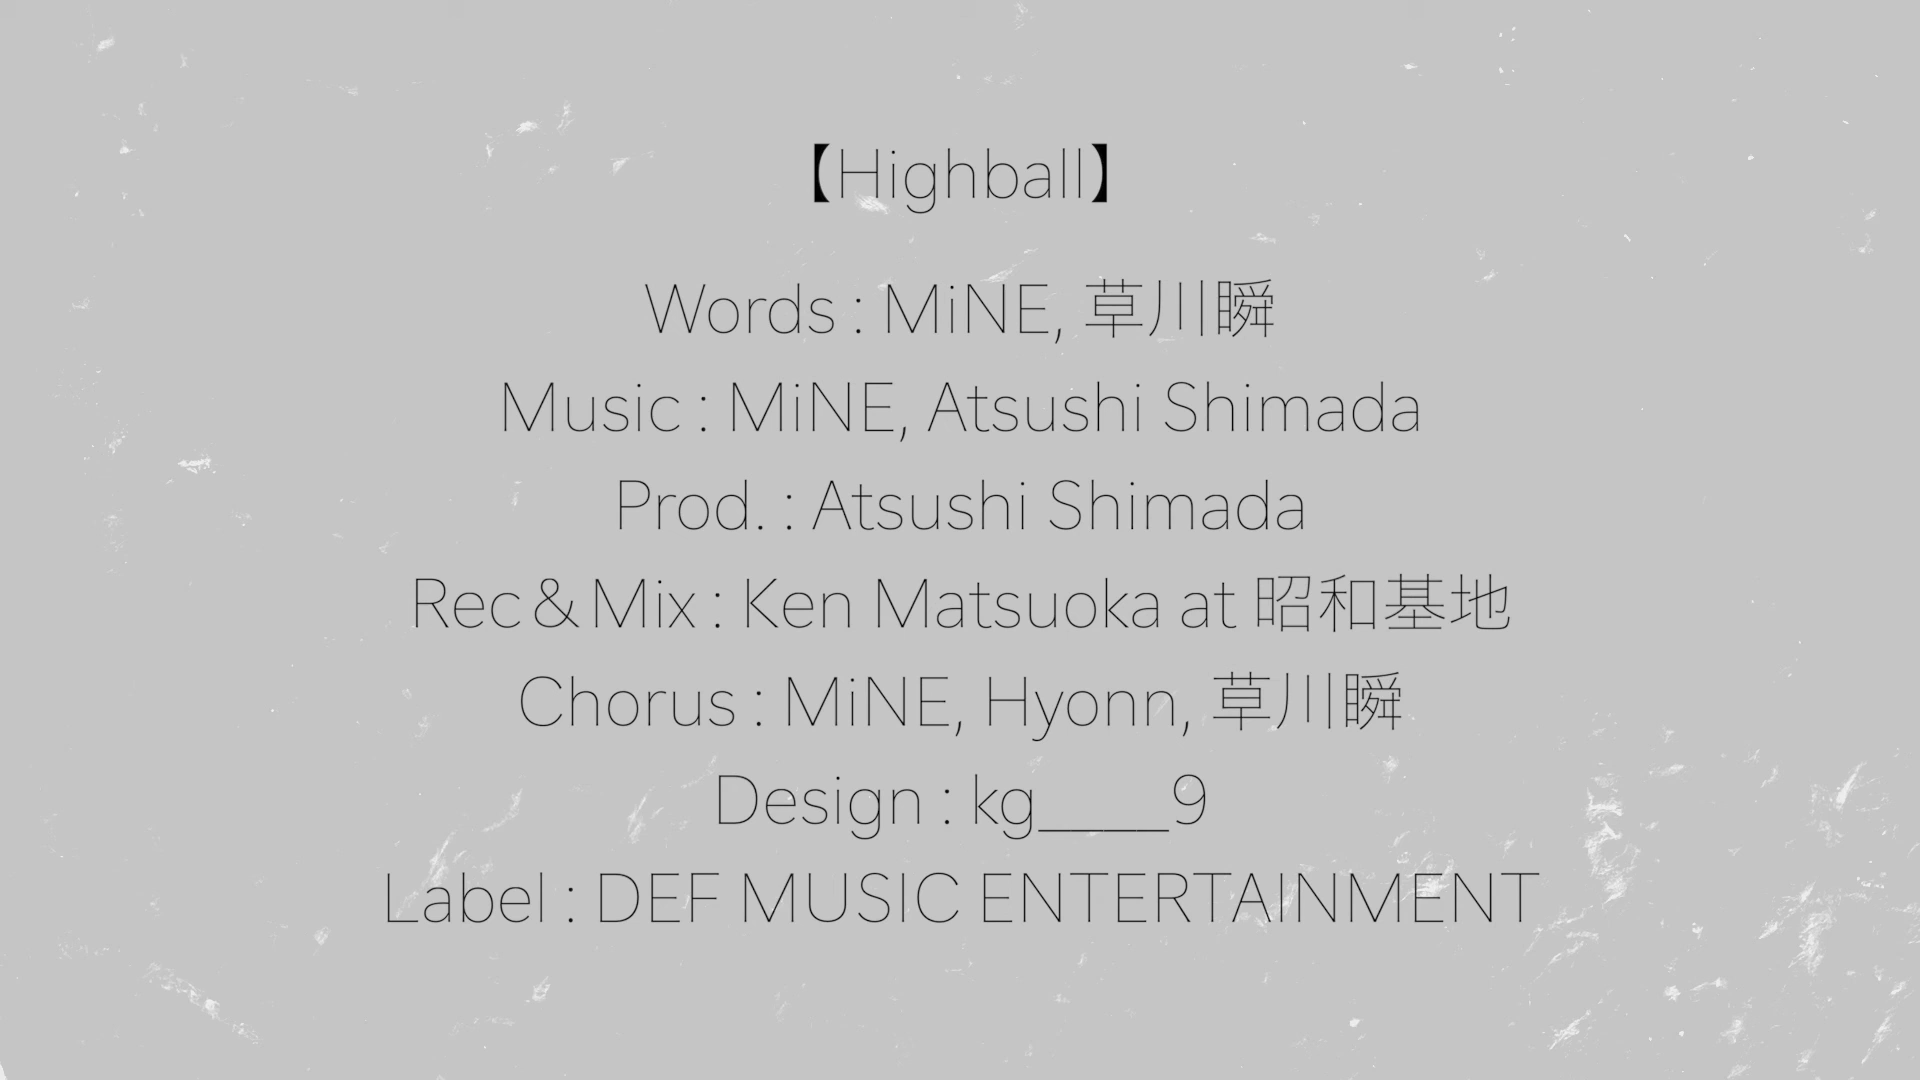 【Highball】
Words : MiNE, 草川瞬
Music : MiNE, Atsushi Shimada
Prod. : Atsushi Shimada
Rec＆Mix : Ken Matsuoka at 昭和基地
Chorus : MiNE, Hyonn, 草川瞬
Design : kg____9
Label : DEF MUSIC ENTERTAINMENT